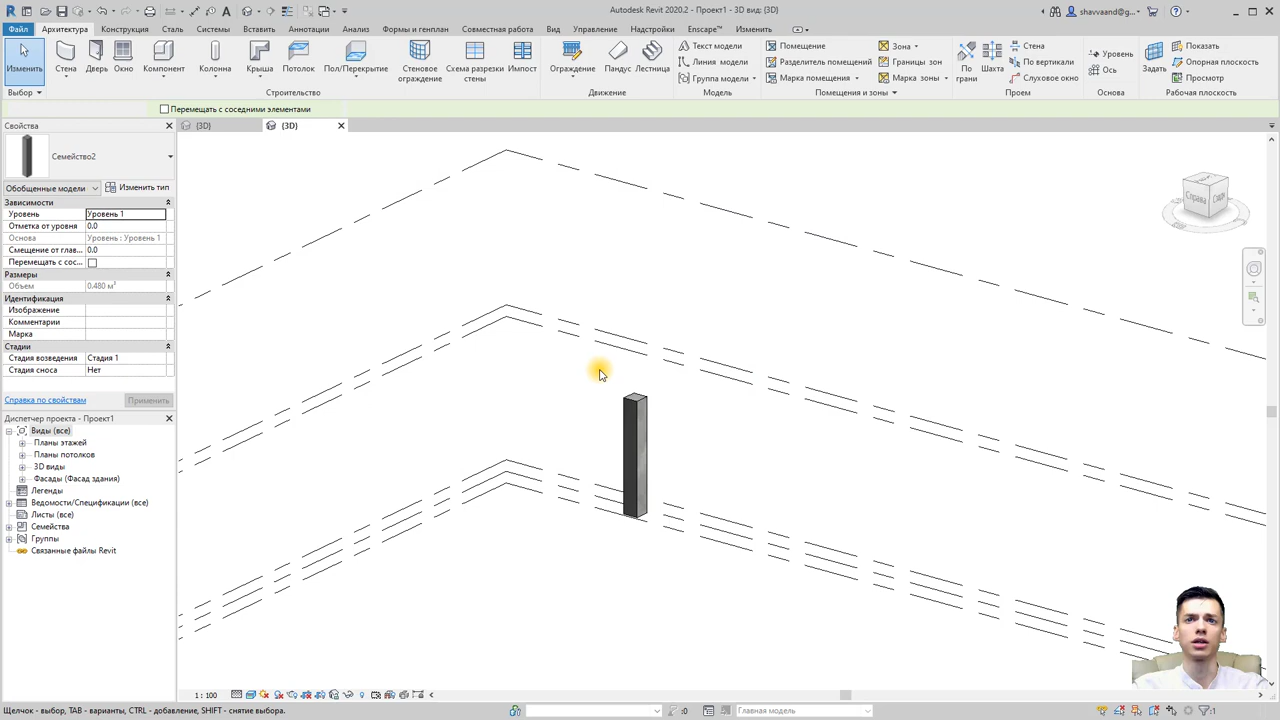 Autodesk Revit 2020.2 - Проект1 - 3D вид: {3D}
shavvaand@g...
Файл Архитектура Конструкция Сталь Системы Вставить Аннотации Анализ Формы и генплан Совместная работа Вид Управление Надстройки Enscape™ Изменить
Изменить
Стена
Дверь
Окно
Компонент
Колонна
Крыша
Потолок
Пол/Перекрытие
Стеновое ограждение
Схема разрезки стены
Импост
Ограждение
Пандус
Лестница
Текст модели
Линия модели
Группа модели
Помещение
Разделитель помещений
Марка помещения
Зона
Границы зон
Марка зоны
По грани
Шахта
Стена
По вертикали
Слуховое окно
Уровень
Ось
Задать
Показать
Опорная плоскость
Просмотр
Выбор
Строительство
Движение
Модель
Помещения и зоны
Проем
Основа
Рабочая плоскость
Перемещать с соседними элементами
Свойства
{3D}
{3D}
Семейство2
Обобщенные модели
Изменить тип
Зависимости
Уровень Уровень 1
Отметка от уровня 0.0
Основа Уровень : Уровень 1
Смещение от глав... 0.0
Перемещать с сос...
Размеры
Объем 0.480 м³
Идентификация
Изображение
Комментарии
Марка
Стадии
Стадия возведения Стадия 1
Стадия сноса Нет
Справка по свойствам Применить
Диспетчер проекта - Проект1
Виды (все)
Планы этажей
Планы потолков
3D виды
Фасады (Фасад здания)
Легенды
Ведомости/Спецификации (все)
Листы (все)
Семейства
Группы
Связанные файлы Revit
Справа
1 : 100
Щелчок - выбор, TAB - варианты, CTRL - добавление, SHIFT - снятие выбора.
:0
Главная модель
:1